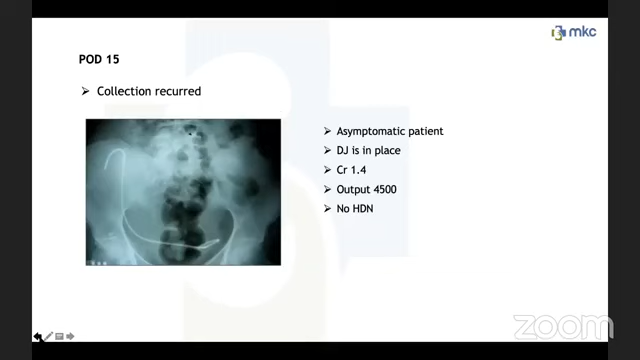 mkc
POD 15
Collection recurred
Asymptomatic patient
DJ is in place
Cr 1.4
Output 4500
No HDN
zoom